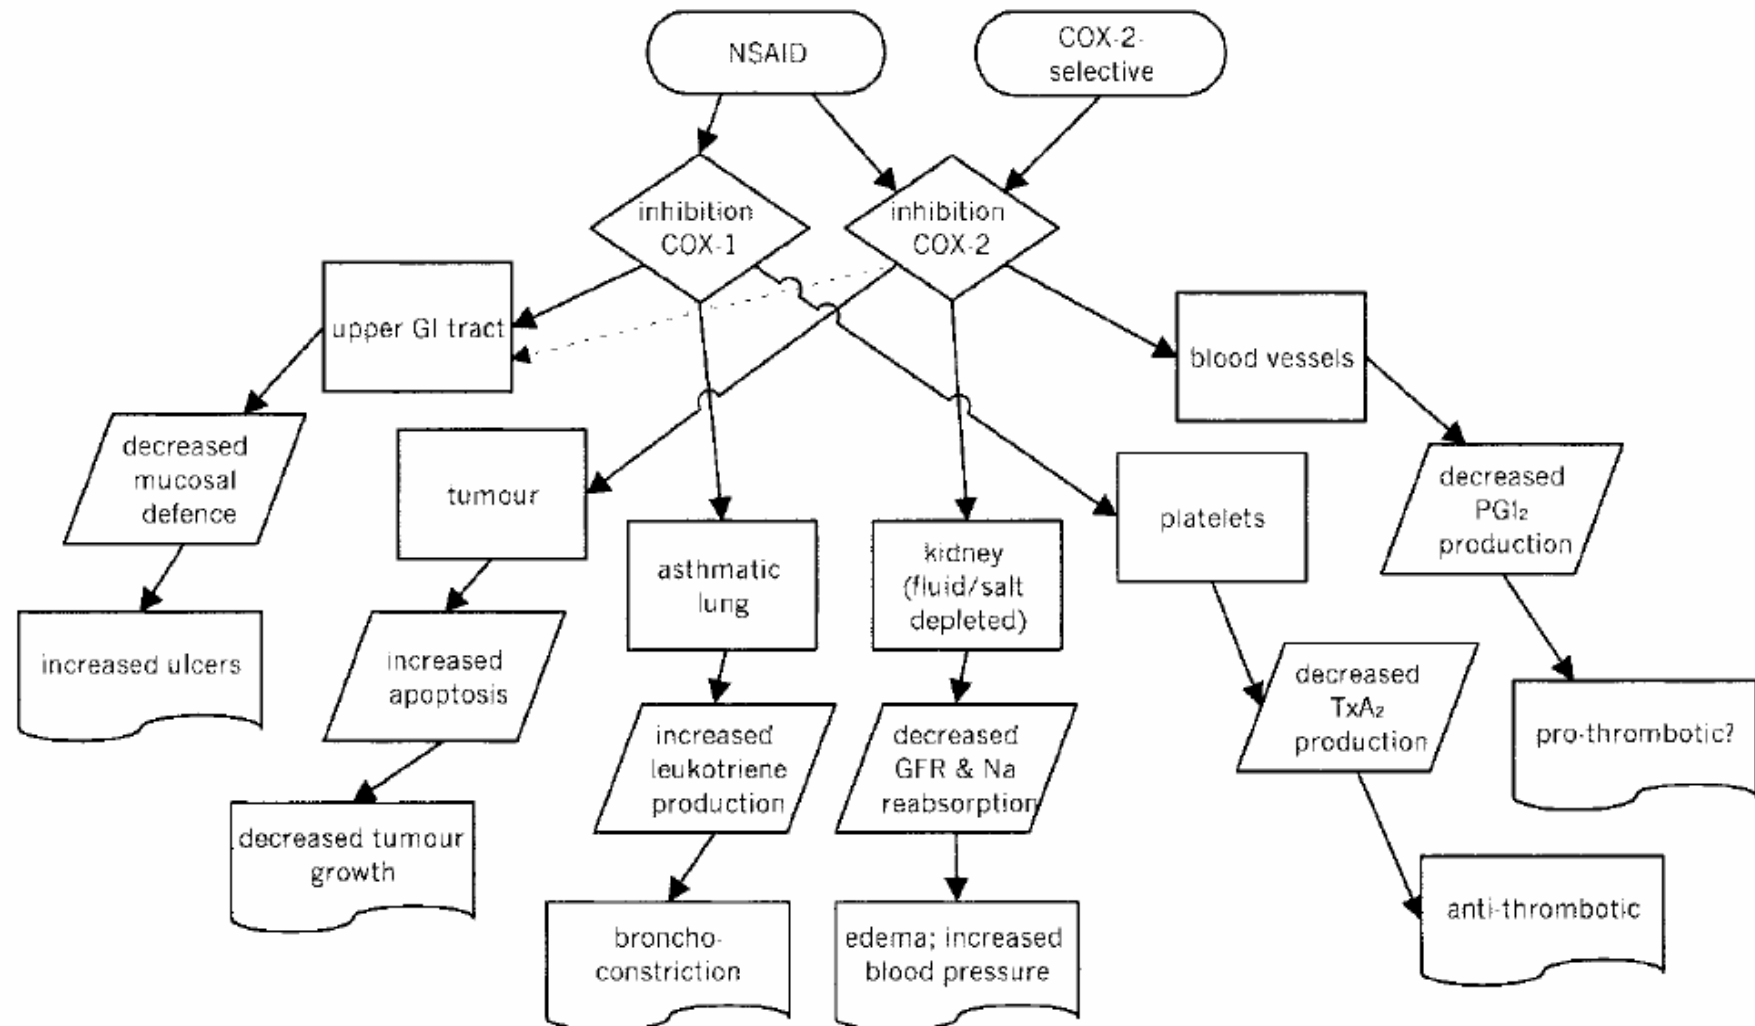 NSAID
COX-2-
selective
inhibition
COX-1
inhibition
COX-2
upper GI tract
blood vessels
decreased
mucosal
defence
tumour
asthmatic
lung
kidney
(fluid/salt
depleted)
platelets
decreased
PGI₂
production
increased ulcers
increased
apoptosis
increased
leukotriene
production
decreased
GFR & Na
reabsorption
decreased
TxA₂
production
pro-thrombotic?
decreased tumour
growth
broncho-
constriction
edema; increased
blood pressure
anti-thrombotic